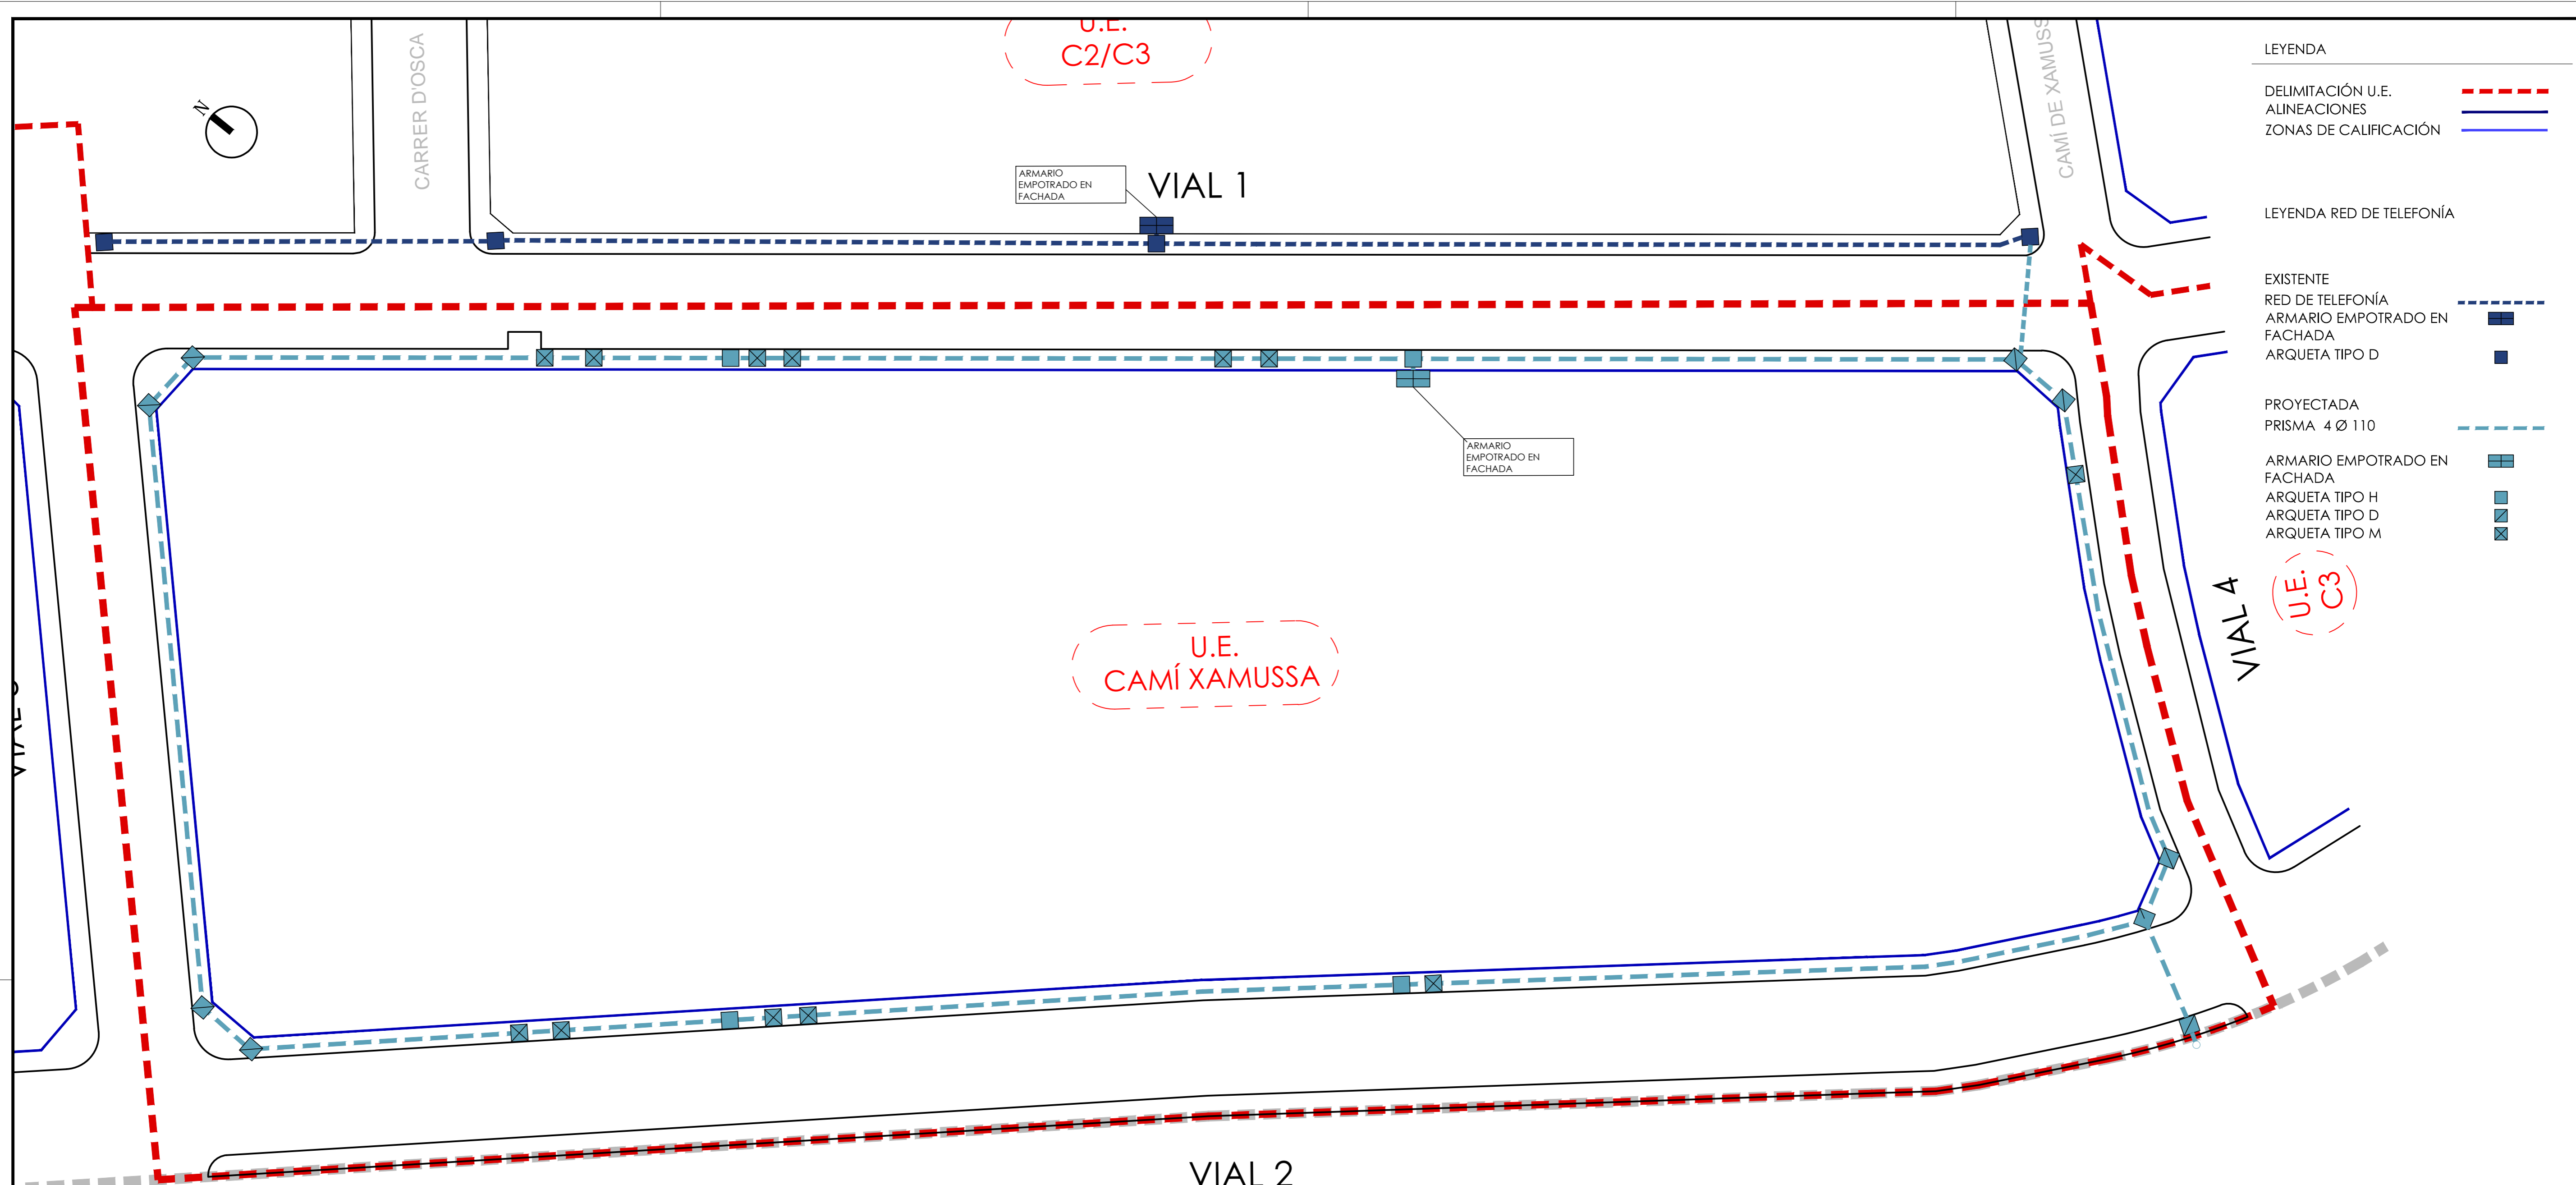 U.E.
C2/C3
CARRER D'OSCA
N
ARMARIO
EMPOTRADO EN
FACHADA
VIAL 1
CAMÍ DE XAMUSS
LEYENDA
DELIMITACIÓN U.E.
ALINEACIONES
ZONAS DE CALIFICACIÓN
LEYENDA RED DE TELEFONÍA
EXISTENTE
RED DE TELEFONÍA
ARMARIO EMPOTRADO EN
FACHADA
ARQUETA TIPO D
PROYECTADA
PRISMA 4 Ø 110
ARMARIO EMPOTRADO EN
FACHADA
ARQUETA TIPO H
ARQUETA TIPO D
ARQUETA TIPO M
ARMARIO
EMPOTRADO EN
FACHADA
U.E.
C3
VIAL 4
U.E.
CAMÍ XAMUSSA
VIAL 2